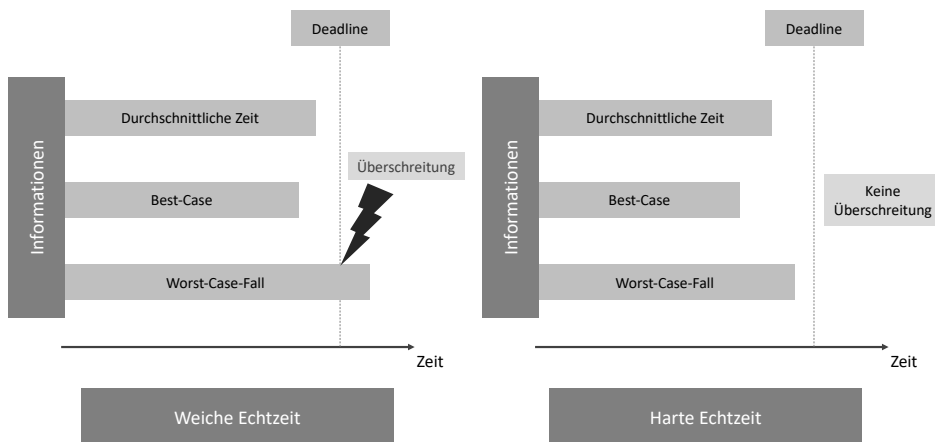 Deadline
Informationen
Durchschnittliche Zeit
Best-Case
Worst-Case-Fall
Überschreitung
Zeit
Weiche Echtzeit
Deadline
Informationen
Durchschnittliche Zeit
Best-Case
Worst-Case-Fall
Keine
Überschreitung
Zeit
Harte Echtzeit